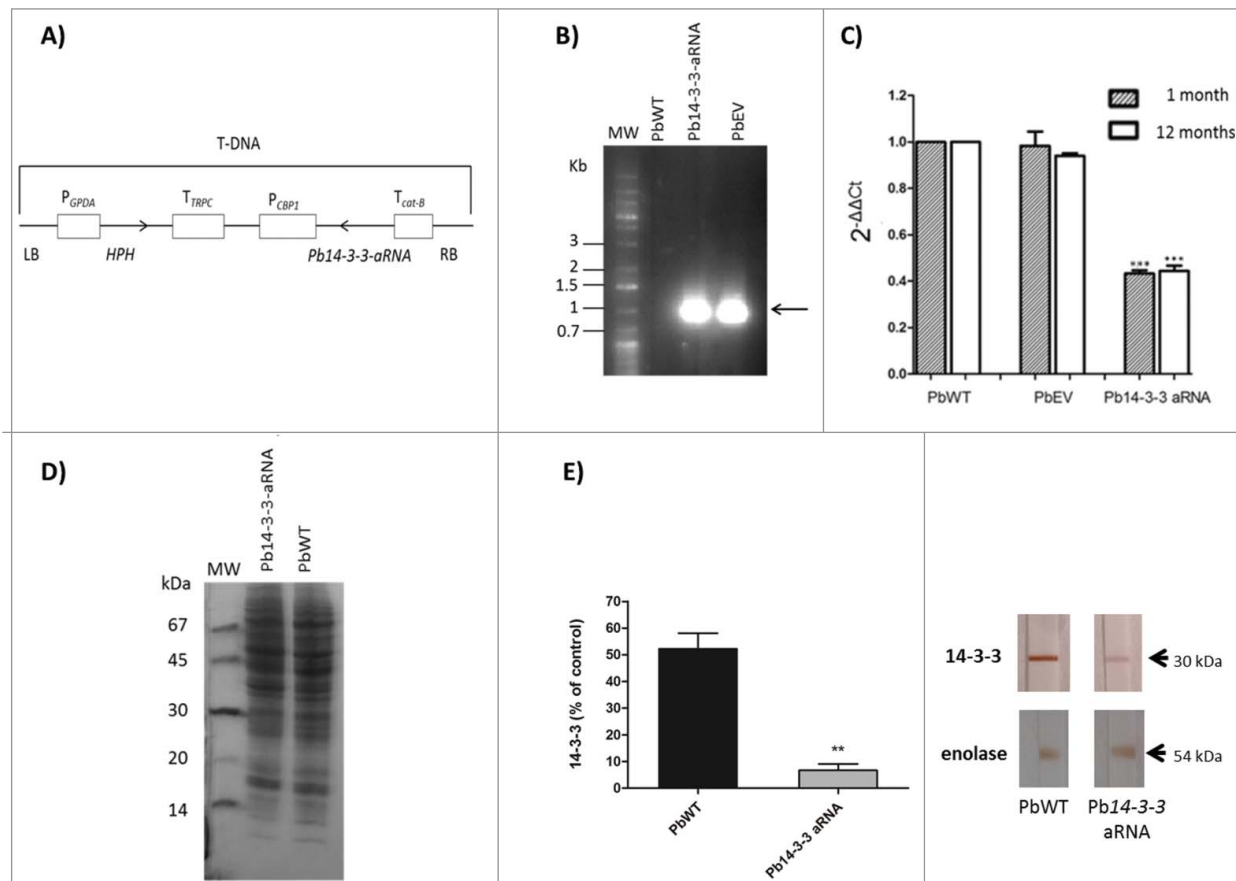 A)
T-DNA
P_GPDA T_TRPC P_CBP1 T_cat-B
LB HPH Pb14-3-3-aRNA RB
B)
MW PbWT Pb14-3-3-aRNA PbEV
Kb
3
2
1.5
1
0.7
C)
1 month
12 months
2^-ΔΔCt
1.2
1.0
0.8
0.6
0.4
0.2
0.0
*** ***
PbWT PbEV Pb14-3-3 aRNA
D)
MW Pb14-3-3-aRNA PbWT
kDa
67
45
30
20
14
E)
14-3-3 (% of control)
70
60
50
40
30
20
10
0
**
PbWT Pb14-3-3 aRNA
14-3-3 30 kDa
enolase 54 kDa
PbWT Pb14-3-3
aRNA